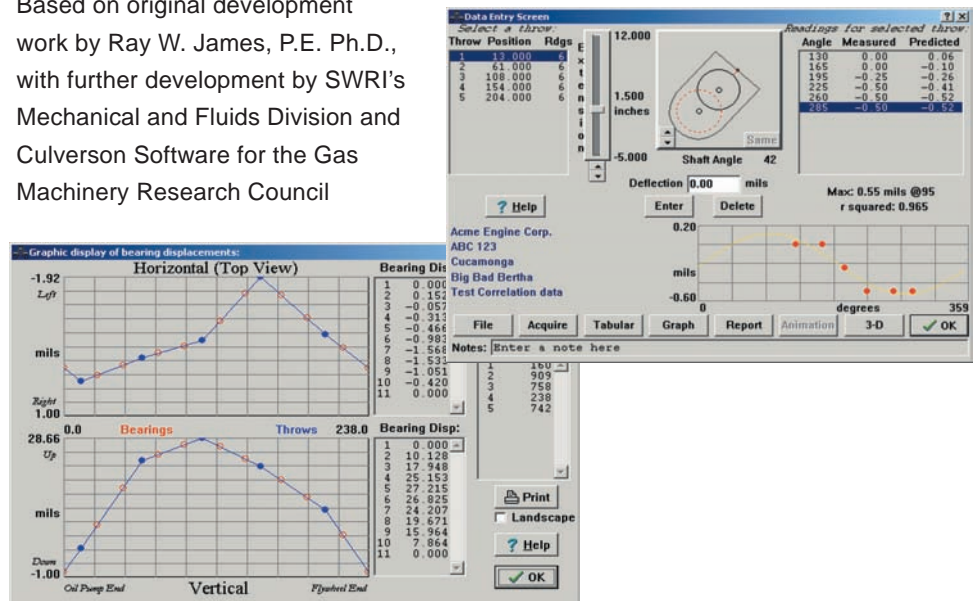 Based on original development
work by Ray W. James, P.E. Ph.D.,
with further development by SWRI's
Mechanical and Fluids Division and
Culverson Software for the Gas
Machinery Research Council
Data Entry Screen
Select a throw:
Throw Position Rdgs
1 13.000 6
2 61.000 6
3 108.000 6
4 154.000 6
5 204.000 6
Extension
12.000
1.500
inches
-5.000
Same
Shaft Angle 42
Readings for selected throw:
Angle Measured Predicted
130 0.00 0.06
165 0.00 -0.10
195 -0.25 -0.26
225 -0.50 -0.41
260 -0.50 -0.52
285 -0.50 -0.52
Deflection 0.00 mils
? Help
Enter
Delete
Max: 0.55 mils @95
r squared: 0.965
Acme Engine Corp.
ABC 123
Cucamonga
Big Bad Bertha
Test Correlation data
0.20
mils
-0.60
0 degrees 359
File Acquire Tabular Graph Report Animation 3-D OK
Notes: Enter a note here
Graphic display of bearing displacements:
Horizontal (Top View)
-1.92
Left
mils
Right
1.00
Bearing Dis
1 0.000
2 0.152
3 -0.057
4 -0.313
5 -0.466
6 -0.983
7 -1.568
8 -1.533
9 -1.051
10 -0.420
11 0.000
1 160
2 909
3 758
4 238
5 742
0.0 Bearings Throws 238.0
28.66
Up
mils
Down
-1.00
Oil Pump End Vertical Flywheel End
Bearing Disp:
1 0.000
2 10.128
3 17.948
4 25.153
5 27.215
6 26.825
7 24.207
8 19.671
9 15.964
10 7.864
11 0.000
Print
Landscape
? Help
OK